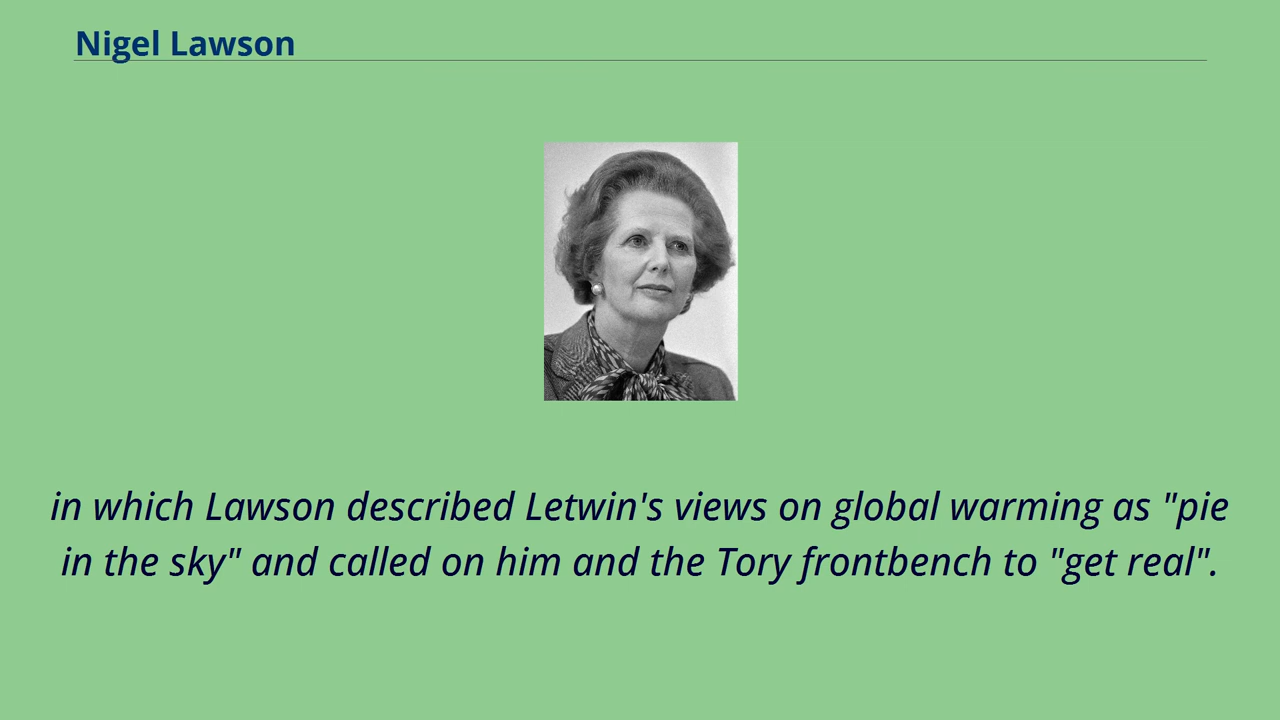 Nigel Lawson
in which Lawson described Letwin's views on global warming as "pie
in the sky" and called on him and the Tory frontbench to "get real".